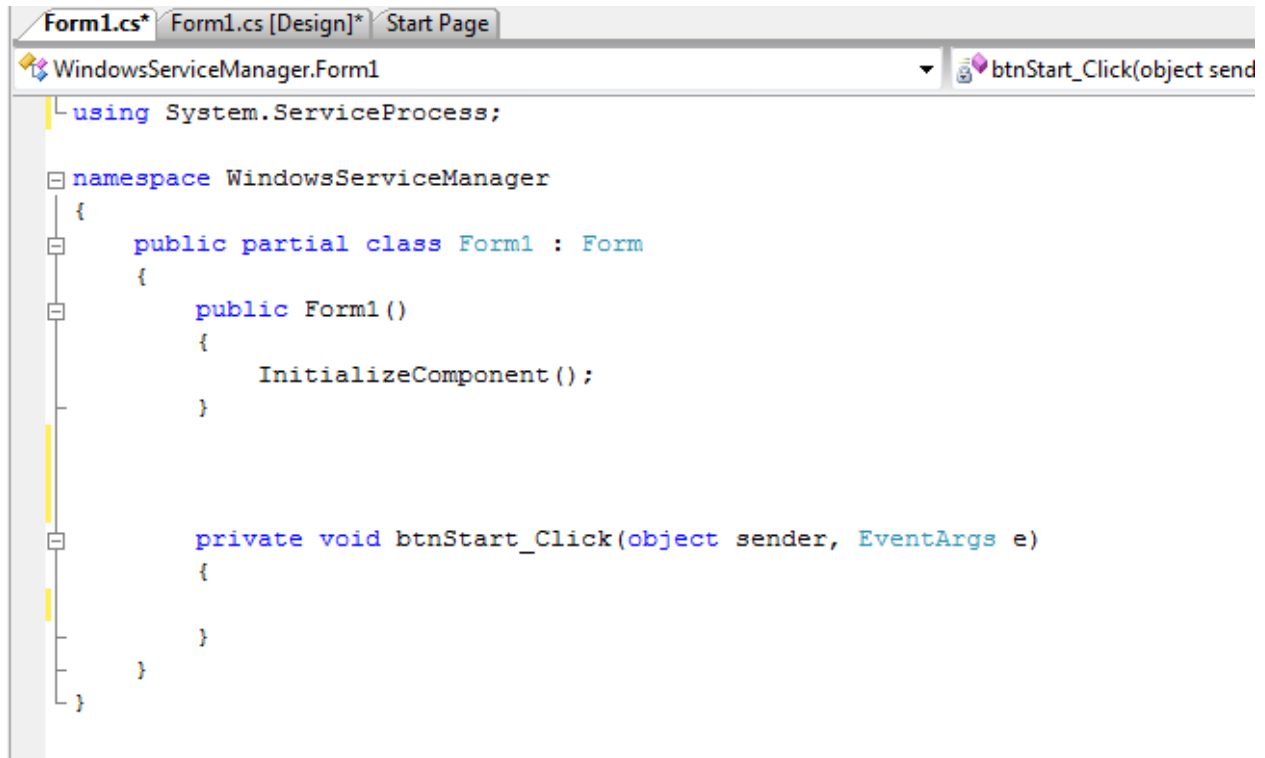 Form1.cs* Form1.cs [Design]* Start Page
WindowsServiceManager.Form1 btnStart_Click(object send
using System.ServiceProcess;
namespace WindowsServiceManager
{
public partial class Form1 : Form
{
public Form1()
{
InitializeComponent();
}
private void btnStart_Click(object sender, EventArgs e)
{
}
}
}